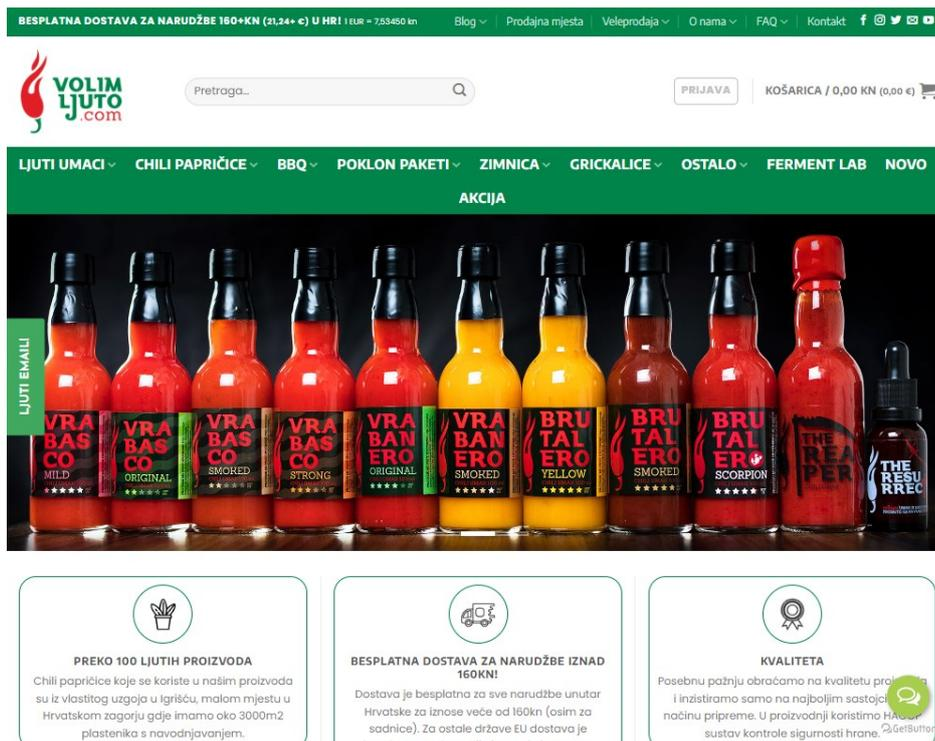 BESPLATNA DOSTAVA ZA NARUDŽBE 160+KN (21,24+ €) U HR! 1 EUR = 7,53450 kn
Blog Prodajna mjesta Veleprodaja O nama FAQ Kontakt
VOLIM
LJUTO
.com
Pretraga...
PRIJAVA
KOŠARICA / 0,00 KN (0,00 €)
LJUTI UMACI CHILI PAPRIČICE BBQ POKLON PAKETI ZIMNICA GRICKALICE OSTALO FERMENT LAB NOVO
AKCIJA
LJUTI EMAILI
VRA
BAS
CO
MILD
VRA
BAS
CO
ORIGINAL
VRA
BAS
CO
SMOKED
VRA
BAS
CO
STRONG
VRA
BAN
ERO
ORIGINAL
VRA
BAN
ERO
SMOKED
BRU
TAL
ERO
YELLOW
BRU
TAL
ERO
SMOKED
BRU
TAL
ERO
SCORPION
THE
REA
PER
THE
RESU
RREC
PREKO 100 LJUTIH PROIZVODA
Chili papričice koje se koriste u našim proizvoda
su iz vlastitog uzgoja u Igrišću, malom mjestu u
Hrvatskom zagorju gdje imamo oko 3000m2
plastenika s navodnjavanjem.
BESPLATNA DOSTAVA ZA NARUDŽBE IZNAD
160KN!
Dostava je besplatna za sve narudžbe unutar
Hrvatske za iznose veće od 160kn (osim za
sadnice). Za ostale države EU dostava je
KVALITETA
Posebnu pažnju obraćamo na kvalitetu
i inzistiramo samo na najboljim
načinu pripreme. U proizvodnji koristimo
sustav kontrole sigurnosti hrane.
GetButton